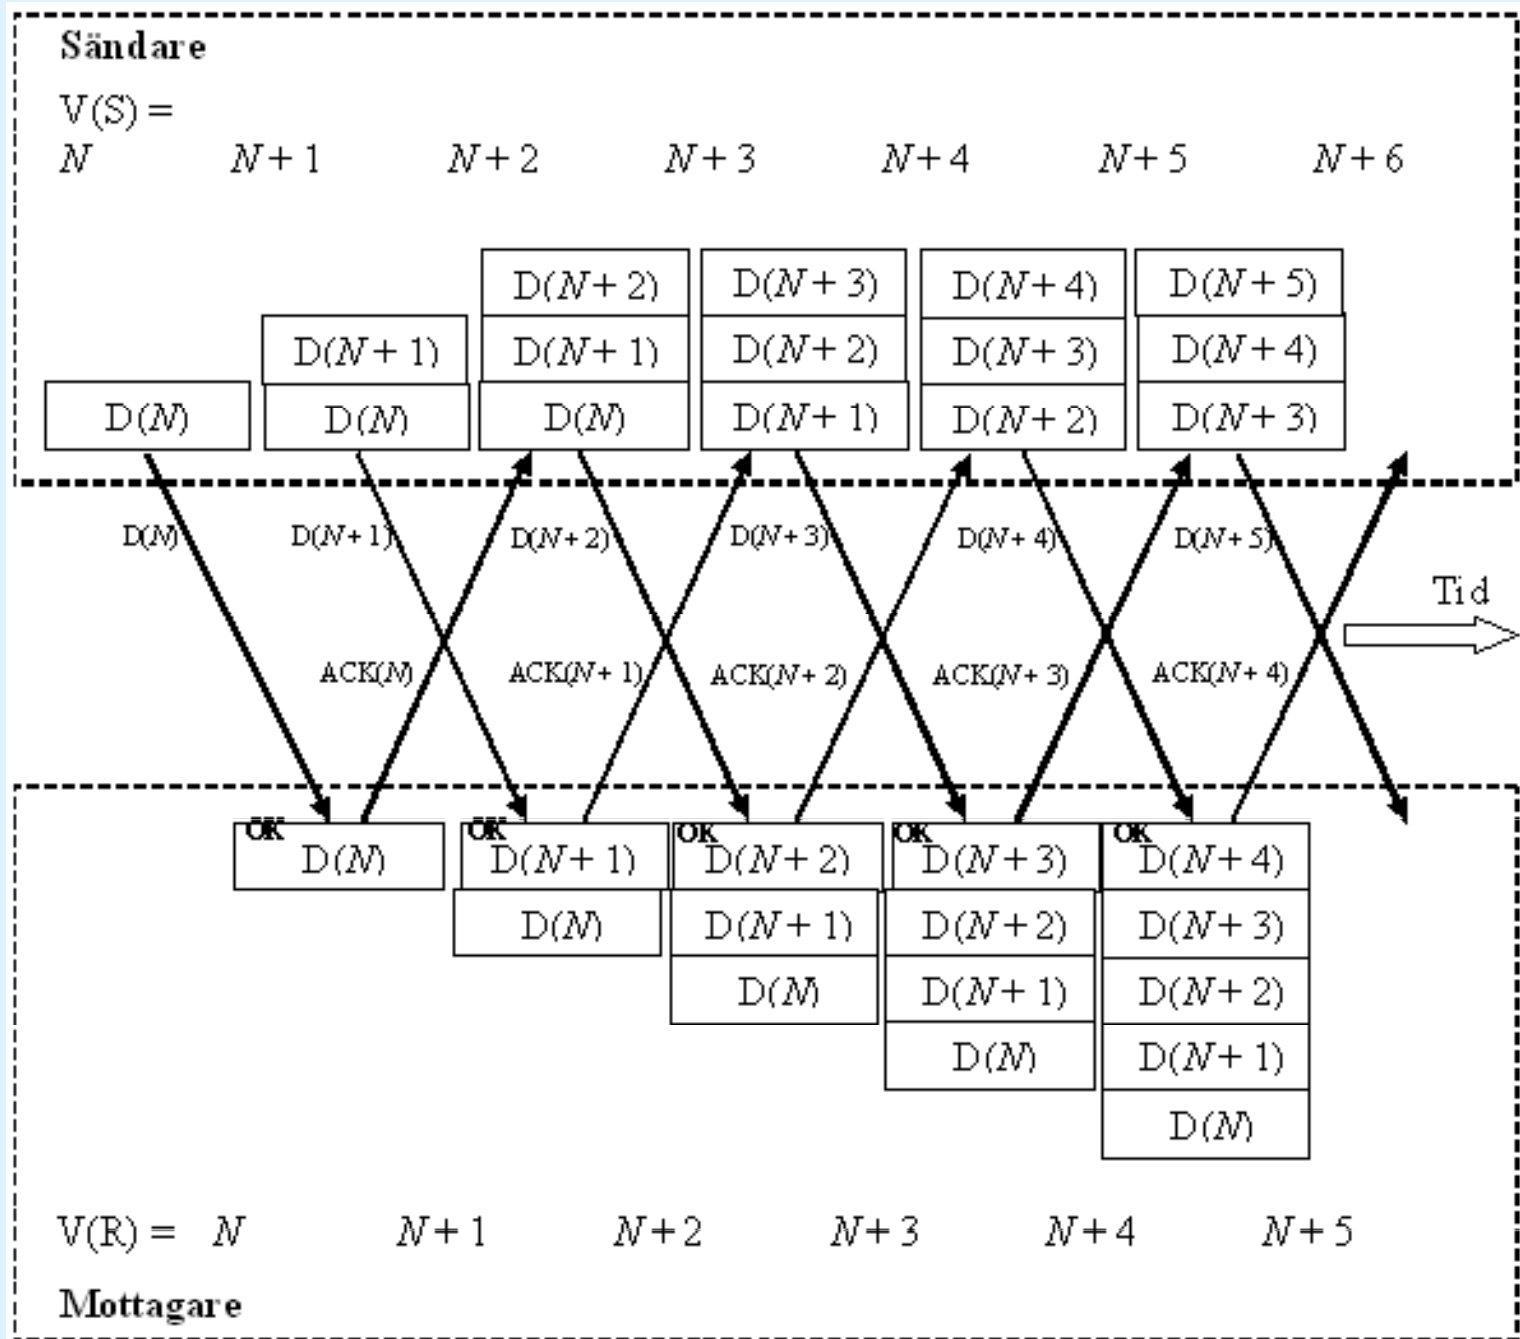 Sändare
V(S) =
N N + 1 N + 2 N + 3 N + 4 N + 5 N + 6
D(N + 2) D(N + 3) D(N + 4) D(N + 5)
D(N + 1) D(N + 1) D(N + 2) D(N + 3) D(N + 4)
D(N) D(N) D(N) D(N + 1) D(N + 2) D(N + 3)
D(N) D(N + 1) D(N + 2) D(N + 3) D(N + 4) D(N + 5)
Tid
ACK(N) ACK(N + 1) ACK(N + 2) ACK(N + 3) ACK(N + 4)
OK OK OK OK OK
D(N) D(N + 1) D(N + 2) D(N + 3) D(N + 4)
D(N) D(N + 1) D(N + 2) D(N + 3)
D(N) D(N + 1) D(N + 2)
D(N) D(N + 1)
D(N)
V(R) = N N + 1 N + 2 N + 3 N + 4 N + 5
Mottagare